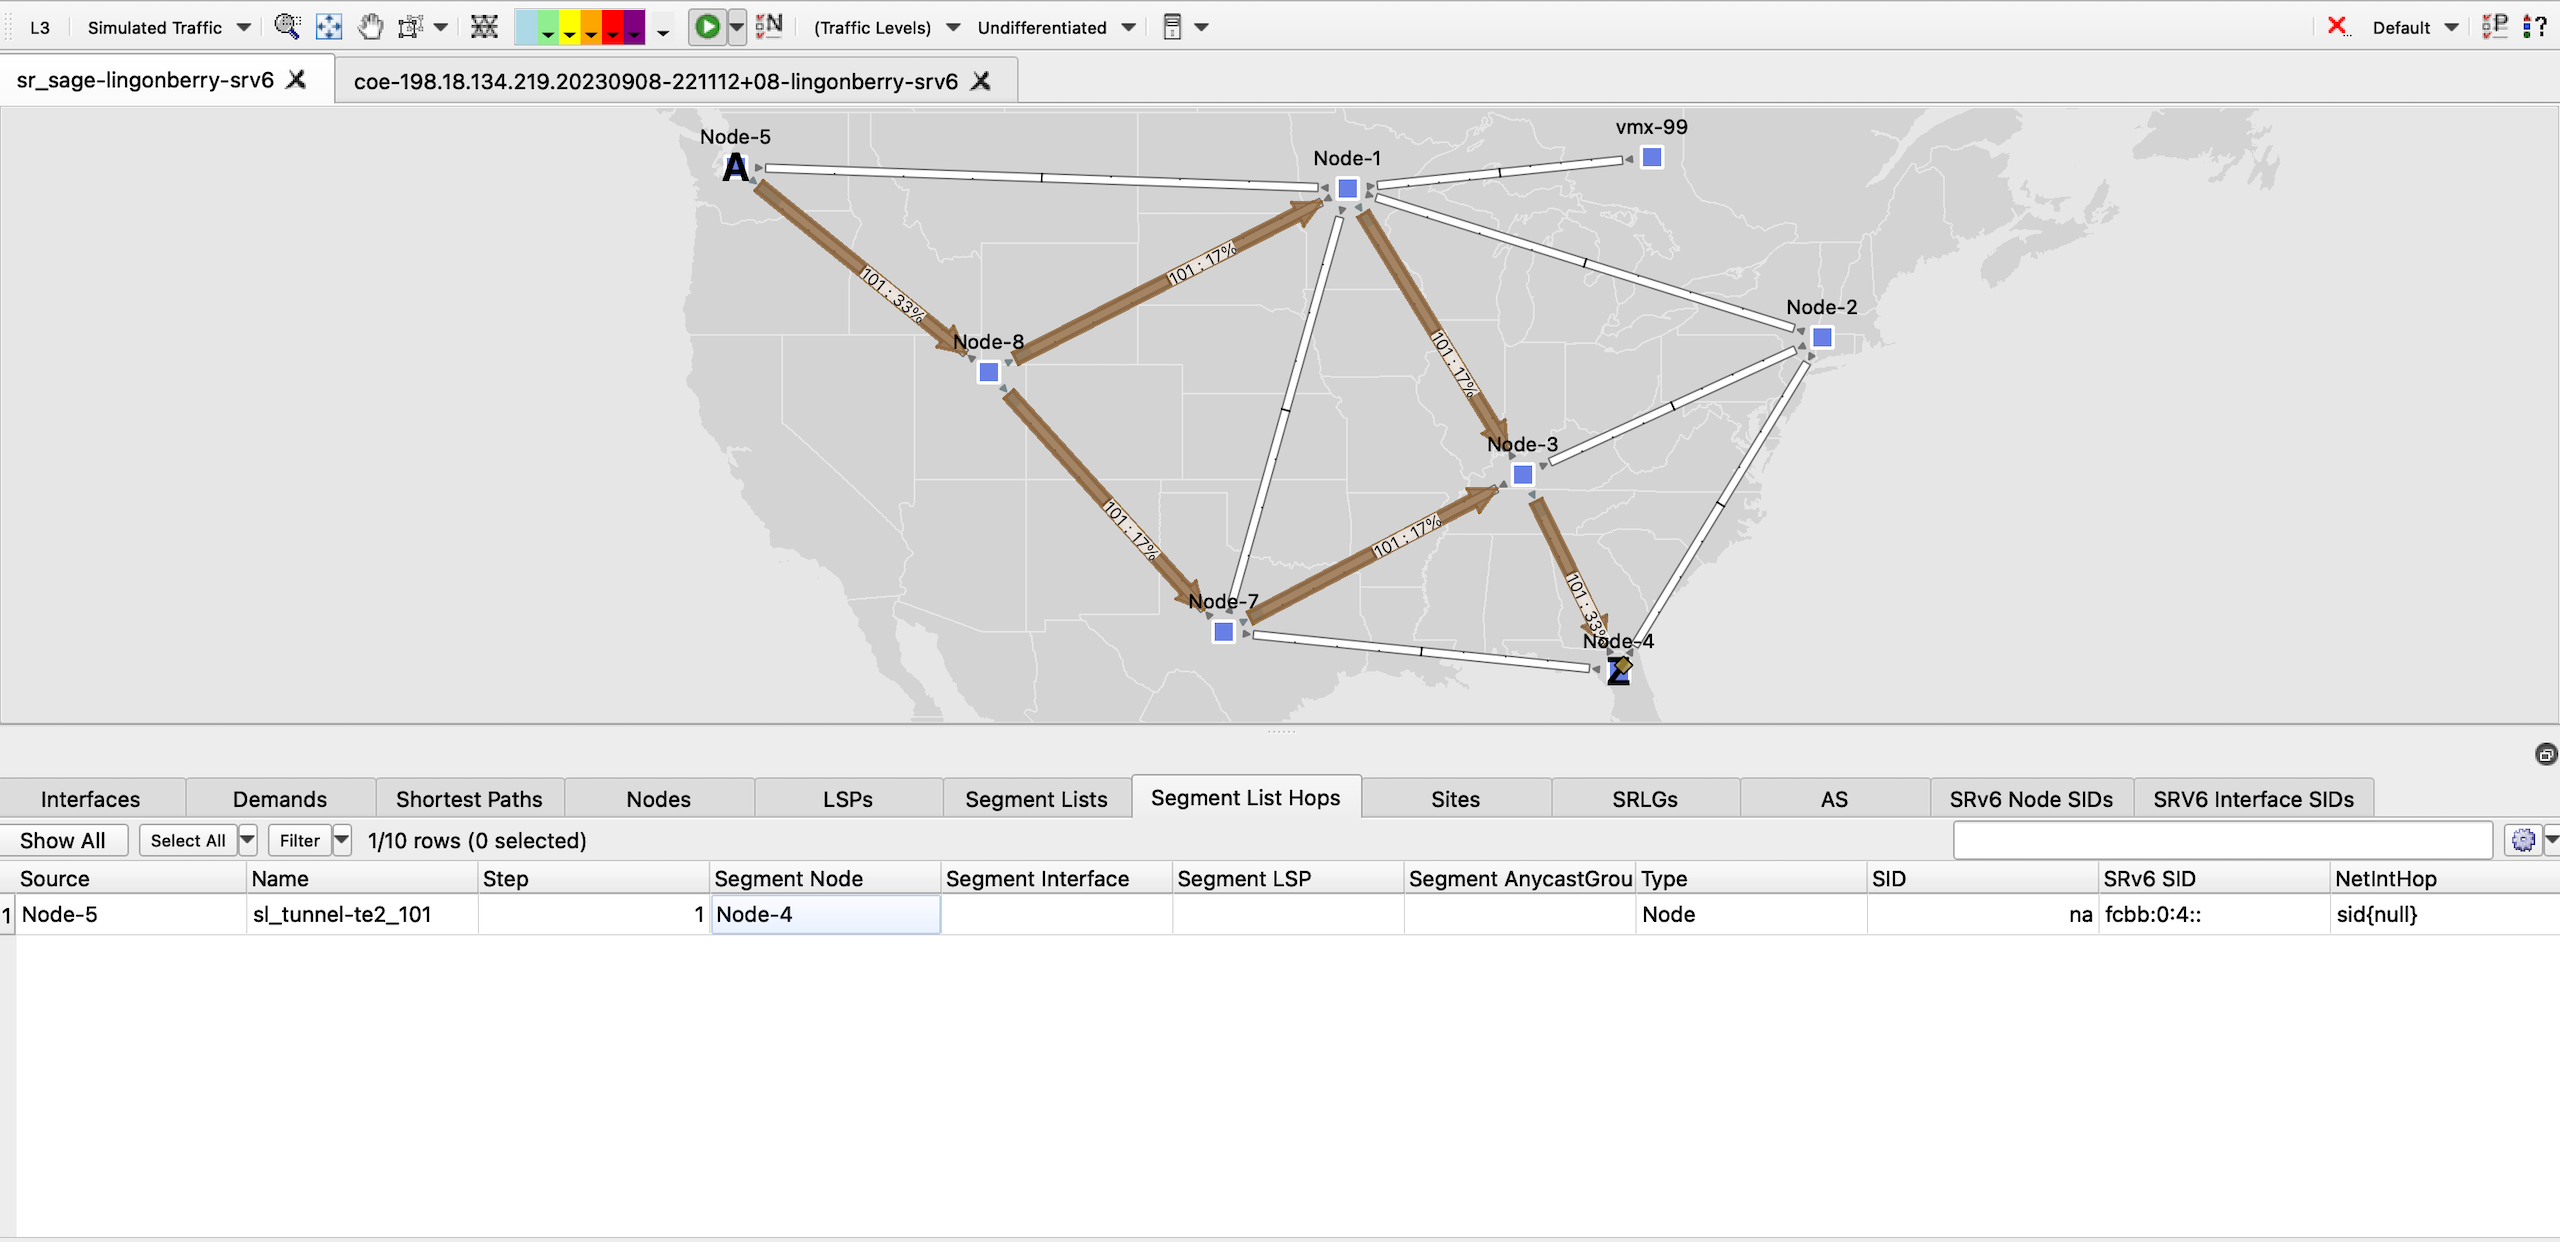 L3 Simulated Traffic N (Traffic Levels) Undifferentiated Default P ?
sr_sage-lingonberry-srv6 coe-198.18.134.219.20230908-221112+08-lingonberry-srv6
vmx-99
Node-5
A
Node-1
101 : 17%
101 : 33%
Node-2
Node-8
101 : 17%
Node-3
101 : 17%
101 : 17%
Node-7
101 : 33%
Node-4
Z
Interfaces Demands Shortest Paths Nodes LSPs Segment Lists Segment List Hops Sites SRLGs AS SRv6 Node SIDs SRV6 Interface SIDs
Show All Select All Filter 1/10 rows (0 selected)
Source Name Step Segment Node Segment Interface Segment LSP Segment AnycastGrou Type SID SRv6 SID NetIntHop
1 Node-5 sl_tunnel-te2_101 1 Node-4 Node na fcbb:0:4:: sid{null}